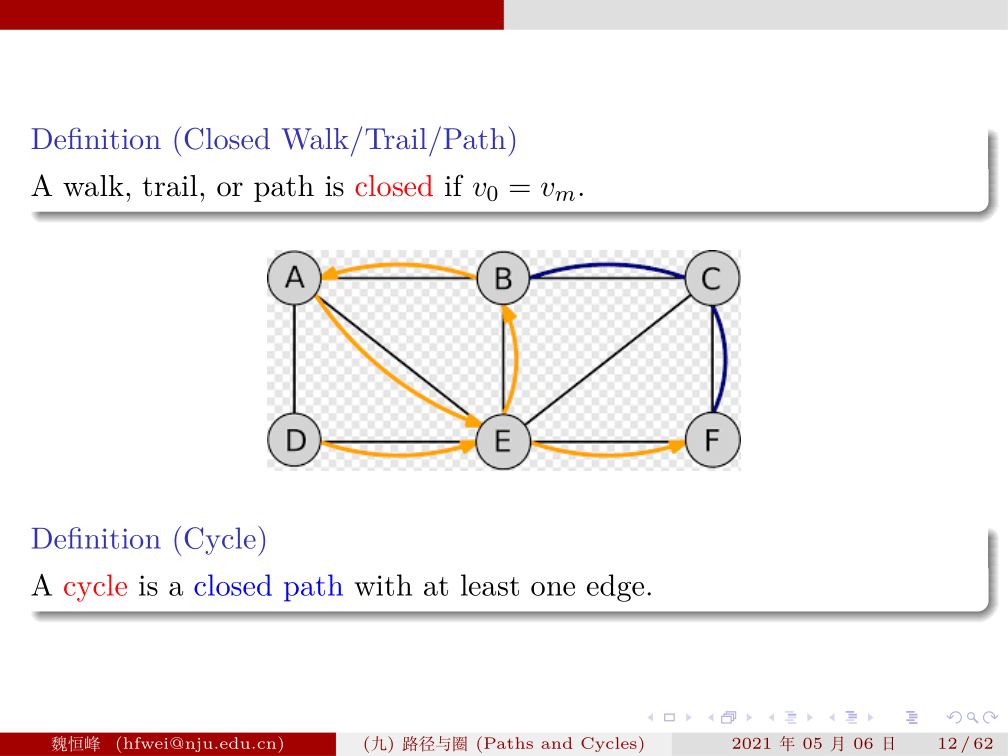 Definition (Closed Walk/Trail/Path)
A walk, trail, or path is closed if v₀ = vₘ.
A B C
D E F
Definition (Cycle)
A cycle is a closed path with at least one edge.
魏恒峰 (hfwei@nju.edu.cn) (九) 路径与圈 (Paths and Cycles) 2021 年 05 月 06 日 12 / 62